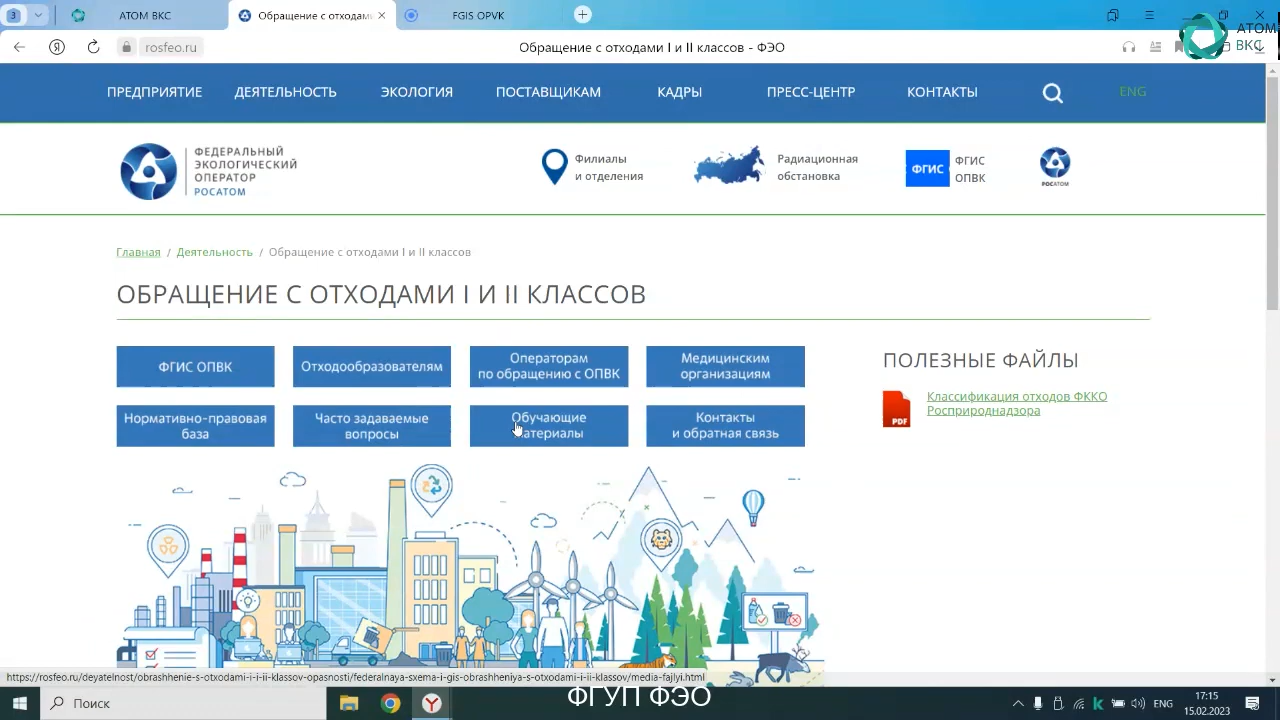 3
АТОМ ВКС
Обращение с отходами
FGIS OPVK
АТОМ
ВКС
rosfeo.ru
Обращение с отходами I и II классов - ФЭО
ПРЕДПРИЯТИЕ
ДЕЯТЕЛЬНОСТЬ
ЭКОЛОГИЯ
ПОСТАВЩИКАМ
КАДРЫ
ПРЕСС-ЦЕНТР
КОНТАКТЫ
ENG
ФЕДЕРАЛЬНЫЙ
ЭКОЛОГИЧЕСКИЙ
ОПЕРАТОР
РОСАТОМ
Филиалы
и отделения
Радиационная
обстановка
ФГИС
ФГИС
ОПВК
РОСАТОМ
Главная / Деятельность / Обращение с отходами I и II классов
ОБРАЩЕНИЕ С ОТХОДАМИ I И II КЛАССОВ
ФГИС ОПВК
Отходообразователям
Операторам
по обращению с ОПВК
Медицинским
организациям
Нормативно-правовая
база
Часто задаваемые
вопросы
Обучающие
материалы
Контакты
и обратная связь
ПОЛЕЗНЫЕ ФАЙЛЫ
PDF
Классификация отходов ФККО
Росприроднадзора
https://rosfeo.ru/deyatelnost/obrashhenie-s-otxodami-i-i-ii-klassov-opasnosti/federalnaya-sxema-i-gis-obrashheniya-s-otxodami-i-ii-klassov/media-fajlyi.html
ФГУП ФЭО
Поиск
ENG
17:15
15.02.2023